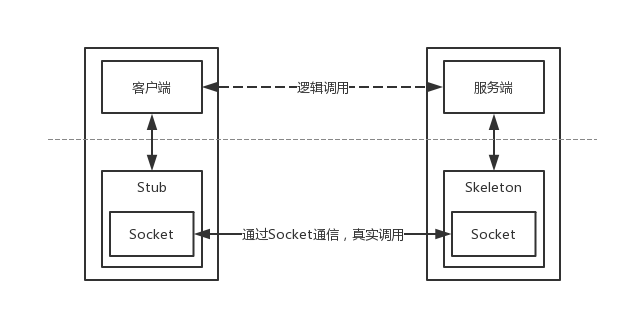 客户端
逻辑调用
服务端
Stub
Skeleton
Socket
通过Socket通信，真实调用
Socket